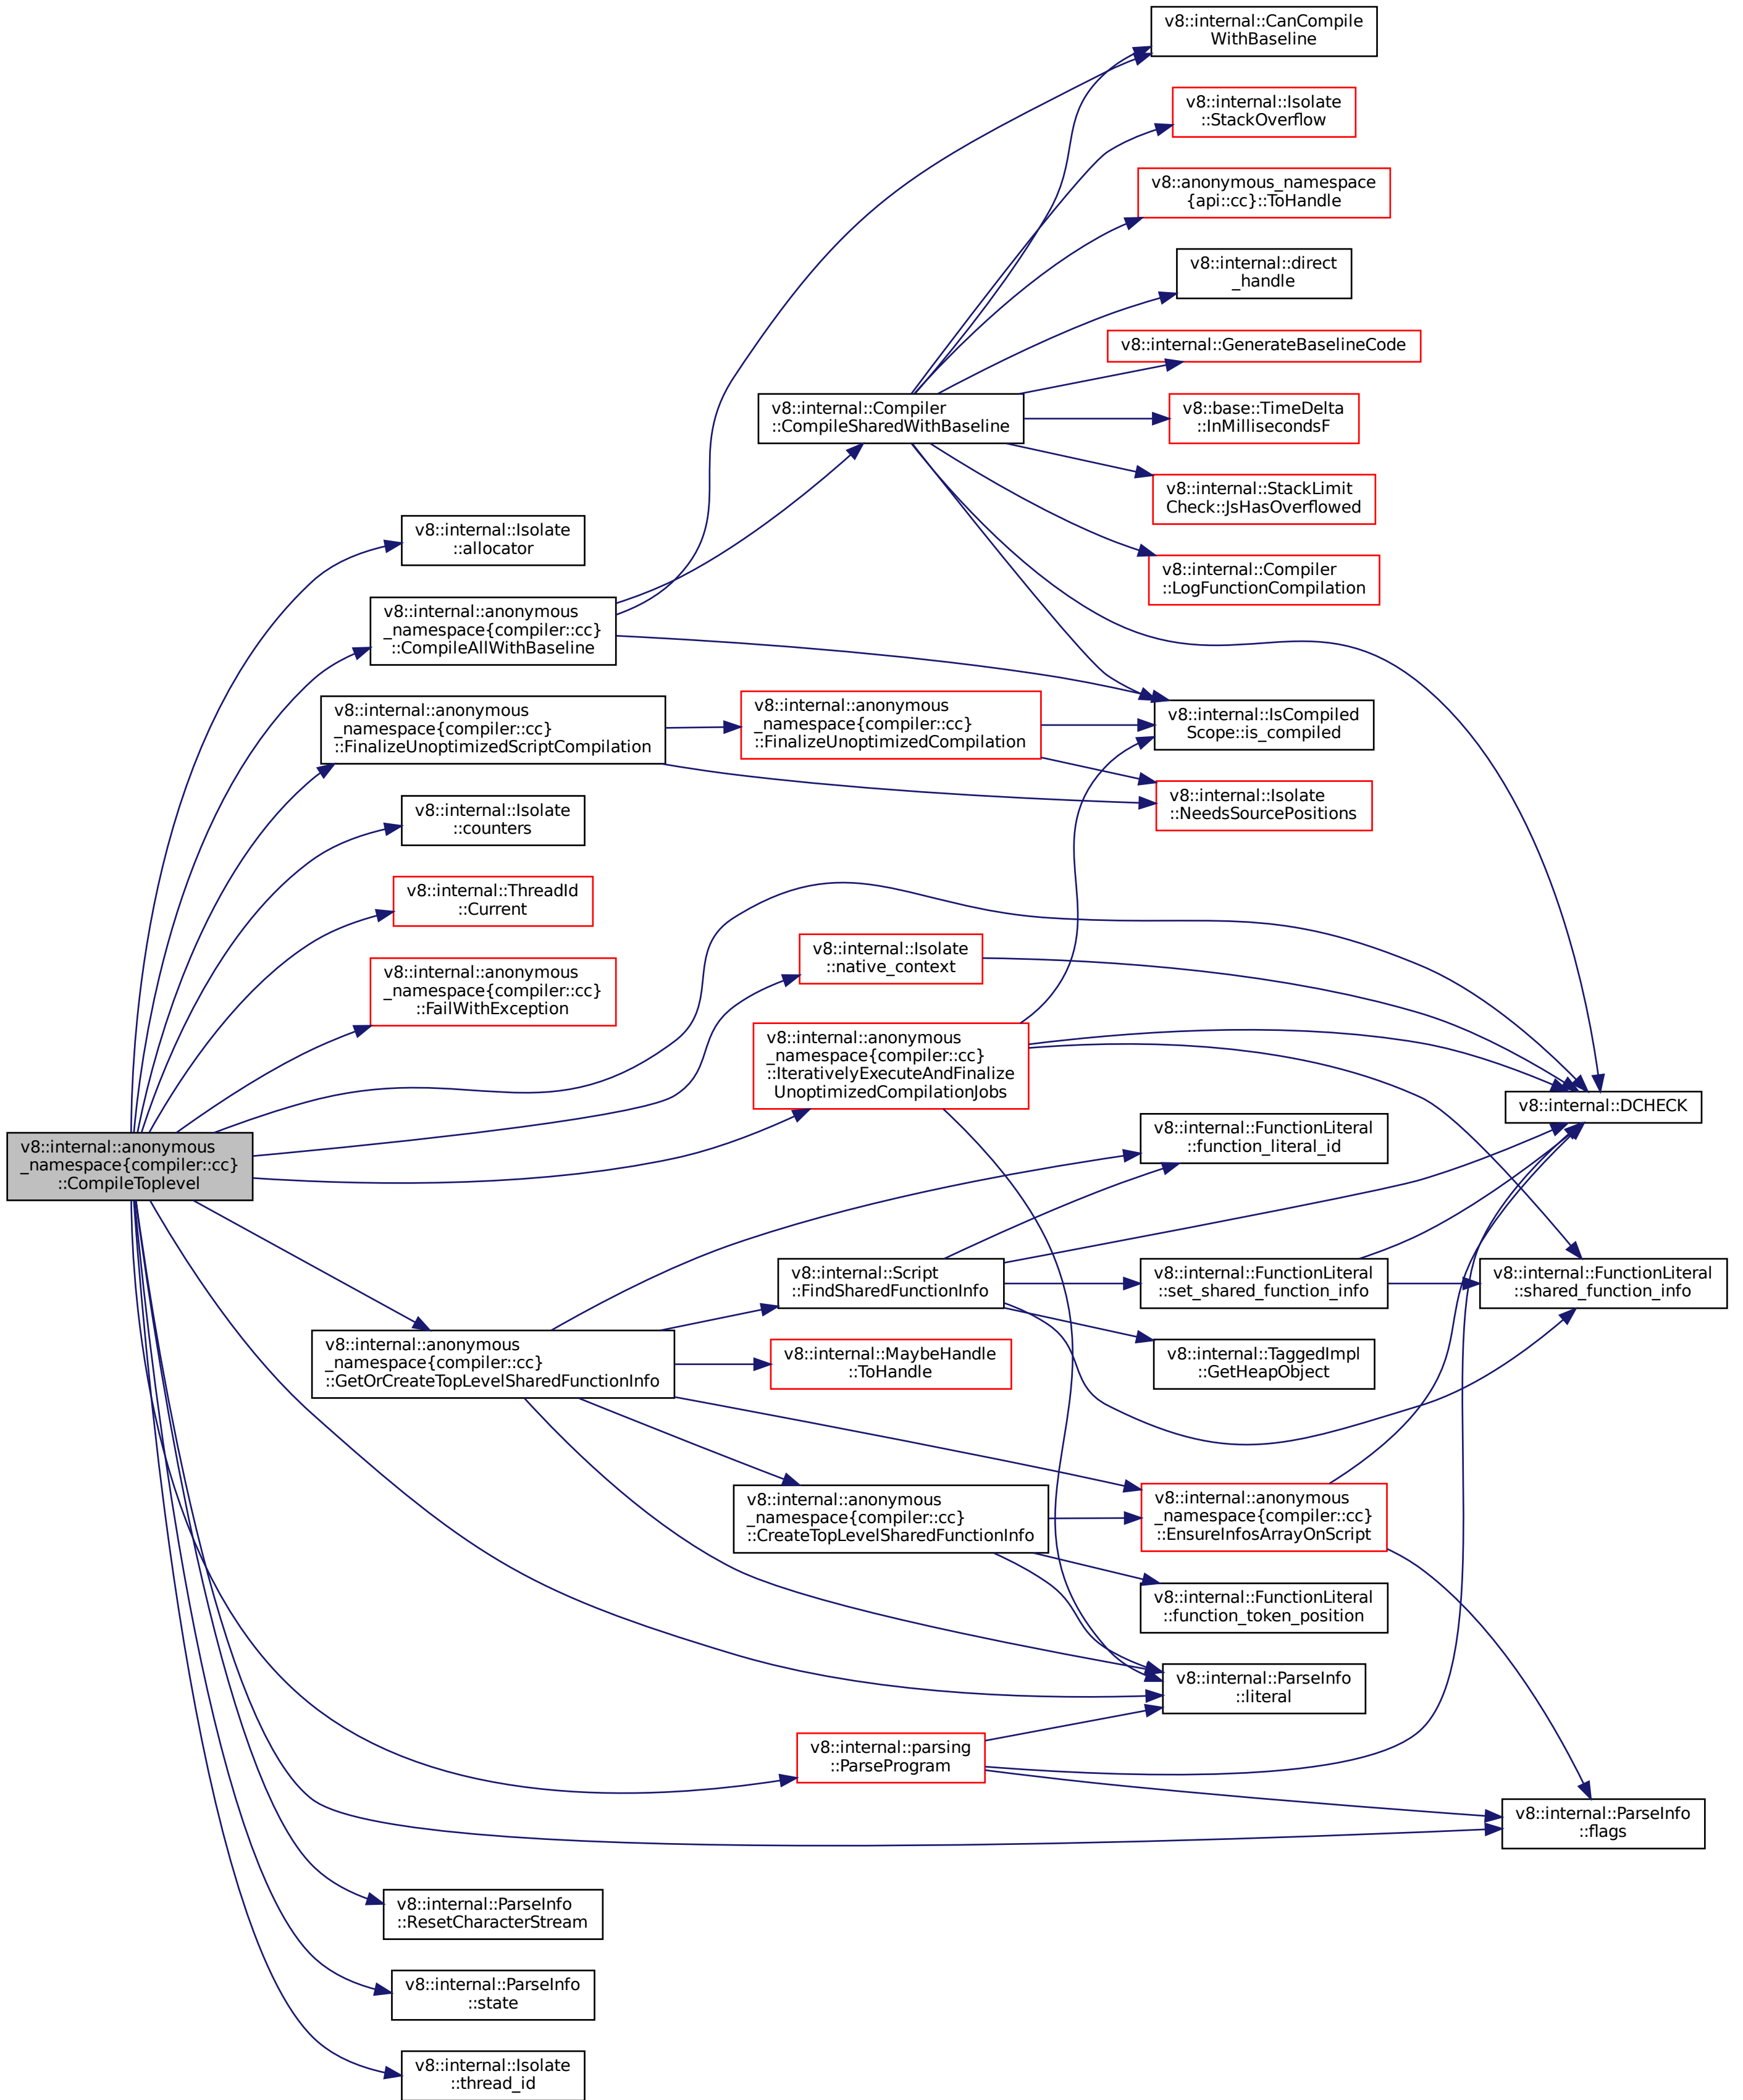 v8::internal::CanCompile
WithBaseline
v8::internal::Isolate
::StackOverflow
v8::anonymous_namespace
{api::cc}::ToHandle
v8::internal::direct
_handle
v8::internal::GenerateBaselineCode
v8::internal::Compiler
::CompileSharedWithBaseline
v8::base::TimeDelta
::InMillisecondsF
v8::internal::StackLimit
Check::JsHasOverflowed
v8::internal::Isolate
::allocator
v8::internal::Compiler
::LogFunctionCompilation
v8::internal::anonymous
_namespace{compiler::cc}
::CompileAllWithBaseline
v8::internal::anonymous
_namespace{compiler::cc}
::FinalizeUnoptimizedScriptCompilation
v8::internal::anonymous
_namespace{compiler::cc}
::FinalizeUnoptimizedCompilation
v8::internal::IsCompiled
Scope::is_compiled
v8::internal::Isolate
::counters
v8::internal::Isolate
::NeedsSourcePositions
v8::internal::ThreadId
::Current
v8::internal::Isolate
::native_context
v8::internal::anonymous
_namespace{compiler::cc}
::FailWithException
v8::internal::anonymous
_namespace{compiler::cc}
::IterativelyExecuteAndFinalize
UnoptimizedCompilationJobs
v8::internal::DCHECK
v8::internal::anonymous
_namespace{compiler::cc}
::CompileToplevel
v8::internal::FunctionLiteral
::function_literal_id
v8::internal::Script
::FindSharedFunctionInfo
v8::internal::FunctionLiteral
::set_shared_function_info
v8::internal::FunctionLiteral
::shared_function_info
v8::internal::anonymous
_namespace{compiler::cc}
::GetOrCreateTopLevelSharedFunctionInfo
v8::internal::MaybeHandle
::ToHandle
v8::internal::TaggedImpl
::GetHeapObject
v8::internal::anonymous
_namespace{compiler::cc}
::CreateTopLevelSharedFunctionInfo
v8::internal::anonymous
_namespace{compiler::cc}
::EnsureInfosArrayOnScript
v8::internal::FunctionLiteral
::function_token_position
v8::internal::ParseInfo
::literal
v8::internal::parsing
::ParseProgram
v8::internal::ParseInfo
::flags
v8::internal::ParseInfo
::ResetCharacterStream
v8::internal::ParseInfo
::state
v8::internal::Isolate
::thread_id